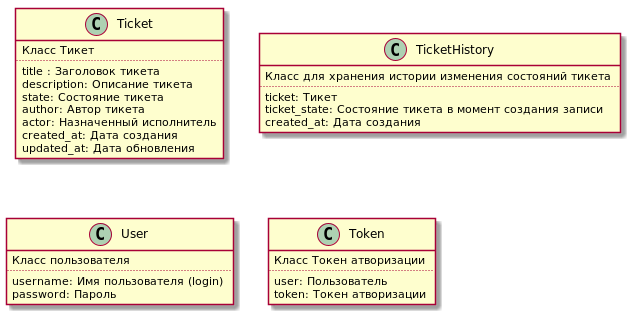 C Ticket
Класс Тикет
title : Заголовок тикета
description: Описание тикета
state: Состояние тикета
author: Автор тикета
actor: Назначенный исполнитель
created_at: Дата создания
updated_at: Дата обновления
C TicketHistory
Класс для хранения истории изменения состояний тикета
ticket: Тикет
ticket_state: Состояние тикета в момент создания записи
created_at: Дата создания
C User
Класс пользователя
username: Имя пользователя (login)
password: Пароль
C Token
Класс Токен атворизации
user: Пользователь
token: Токен атворизации